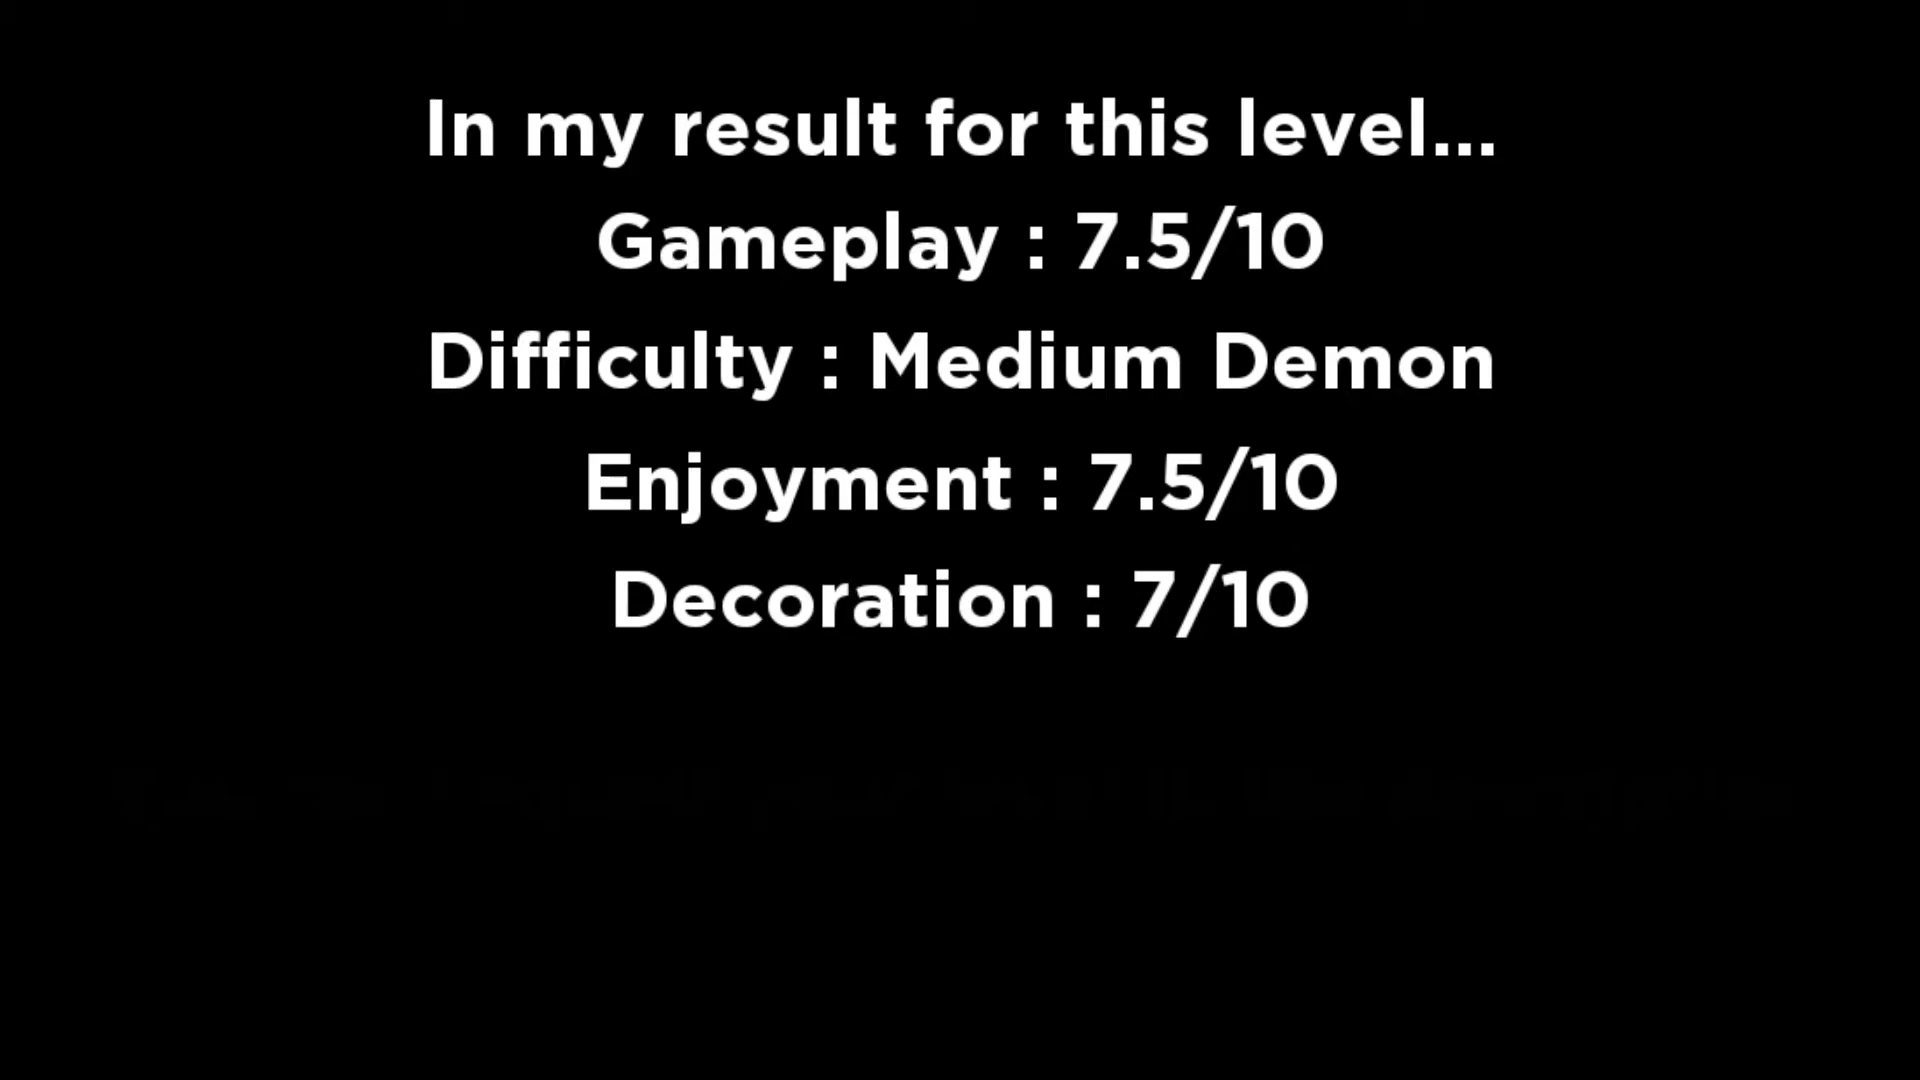 In my result for this level...
Gameplay : 7.5/10
Difficulty : Medium Demon
Enjoyment : 7.5/10
Decoration : 7/10